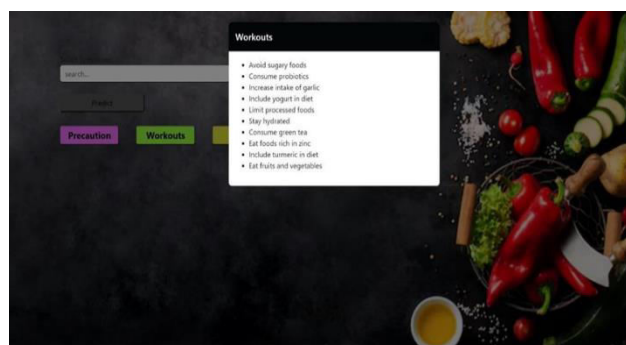 Workouts
search...
Predict
Precaution
Workouts
Avoid sugary foods
Consume probiotics
Increase intake of garlic
Include yogurt in diet
Limit processed foods
Stay hydrated
Consume green tea
Eat foods rich in zinc
Include turmeric in diet
Eat fruits and vegetables